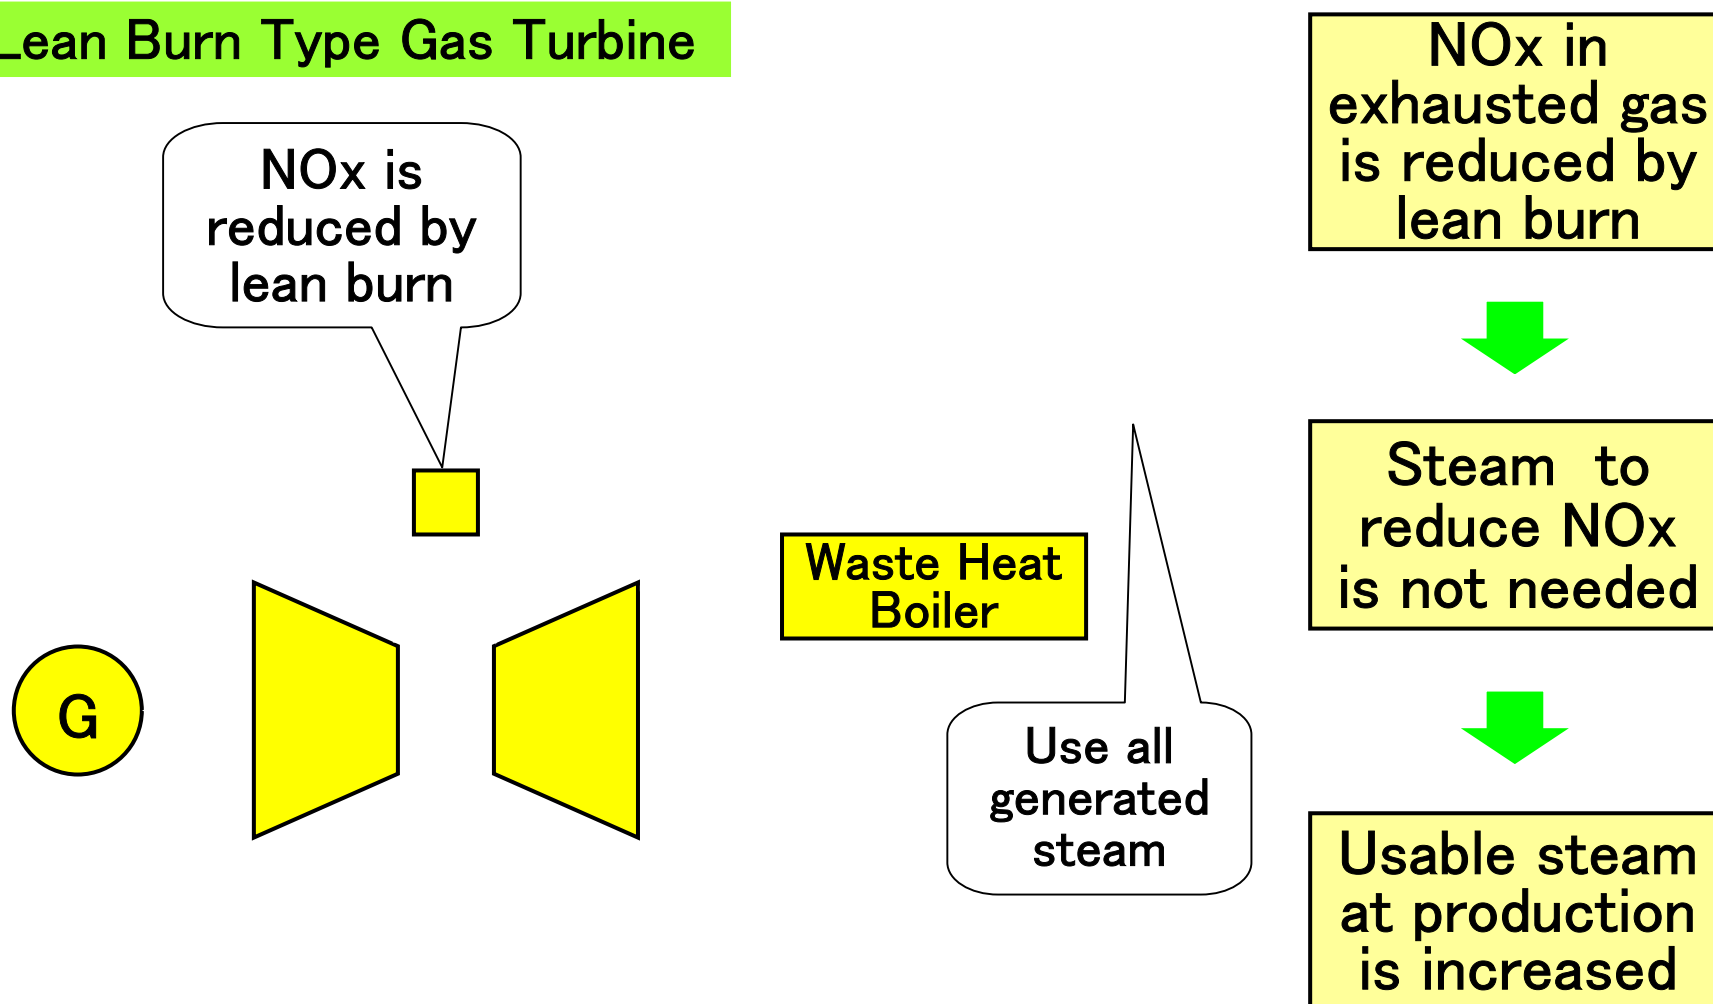 Lean Burn Type Gas Turbine
NOx is
reduced by
lean burn
G
Waste Heat
Boiler
Use all
generated
steam
NOx in
exhausted gas
is reduced by
lean burn
Steam to
reduce NOx
is not needed
Usable steam
at production
is increased